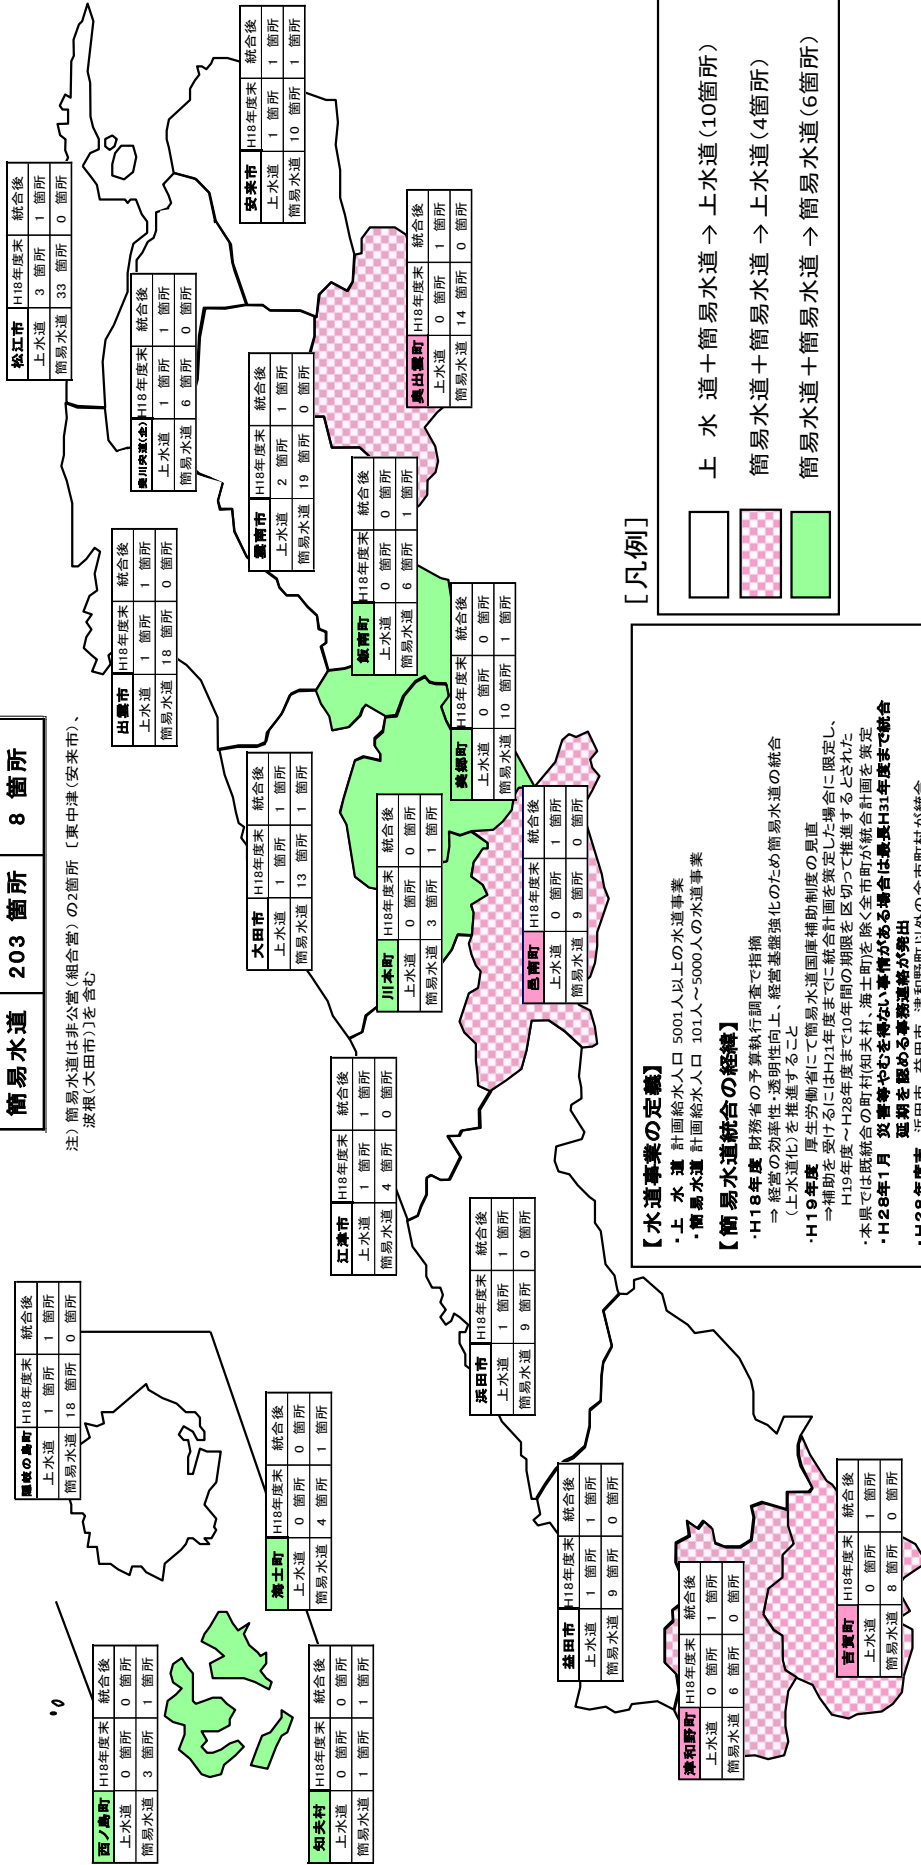 簡易水道 203 箇所 8 箇所
注）簡易水道は非公営（組合営）の2箇所 ［東中津（安来市）、
波根（大田市）］を含む
松江市 H18年度末 統合後
上水道 3 箇所 1 箇所
簡易水道 33 箇所 0 箇所
安来市 H18年度末 統合後
上水道 1 箇所 1 箇所
簡易水道 10 箇所 1 箇所
斐川宍道(企) H18年度末 統合後
上水道 1 箇所 1 箇所
簡易水道 6 箇所 0 箇所
奥出雲町 H18年度末 統合後
上水道 0 箇所 1 箇所
簡易水道 14 箇所 0 箇所
雲南市 H18年度末 統合後
上水道 2 箇所 1 箇所
簡易水道 19 箇所 0 箇所
出雲市 H18年度末 統合後
上水道 1 箇所 1 箇所
簡易水道 18 箇所 0 箇所
飯南町 H18年度末 統合後
上水道 0 箇所 0 箇所
簡易水道 6 箇所 1 箇所
美郷町 H18年度末 統合後
上水道 0 箇所 0 箇所
簡易水道 10 箇所 1 箇所
大田市 H18年度末 統合後
上水道 1 箇所 1 箇所
簡易水道 13 箇所 1 箇所
川本町 H18年度末 統合後
上水道 0 箇所 0 箇所
簡易水道 3 箇所 1 箇所
邑南町 H18年度末 統合後
上水道 0 箇所 1 箇所
簡易水道 9 箇所 0 箇所
江津市 H18年度末 統合後
上水道 1 箇所 1 箇所
簡易水道 4 箇所 0 箇所
浜田市 H18年度末 統合後
上水道 1 箇所 1 箇所
簡易水道 9 箇所 0 箇所
隠岐の島町 H18年度末 統合後
上水道 1 箇所 1 箇所
簡易水道 18 箇所 0 箇所
海士町 H18年度末 統合後
上水道 0 箇所 0 箇所
簡易水道 4 箇所 1 箇所
西ノ島町 H18年度末 統合後
上水道 0 箇所 0 箇所
簡易水道 3 箇所 1 箇所
知夫村 H18年度末 統合後
上水道 0 箇所 0 箇所
簡易水道 1 箇所 1 箇所
益田市 H18年度末 統合後
上水道 1 箇所 1 箇所
簡易水道 9 箇所 0 箇所
津和野町 H18年度末 統合後
上水道 0 箇所 1 箇所
簡易水道 6 箇所 0 箇所
吉賀町 H18年度末 統合後
上水道 0 箇所 1 箇所
簡易水道 8 箇所 0 箇所
［凡例］
上 水 道＋簡易水道 → 上水道（10箇所）
簡易水道＋簡易水道 → 上水道（4箇所）
簡易水道＋簡易水道 → 簡易水道（6箇所）
【水道事業の定義】
・上 水 道 計画給水人口 5001人以上の水道事業
・簡易水道 計画給水人口 101人～5000人の水道事業
【簡易水道統合の経緯】
・H18年度 財務省の予算執行調査で指摘
⇒ 経営の効率性・透明性向上、経営基盤強化のため簡易水道の統合
（上水道化）を推進すること
・H19年度 厚生労働省にて簡易水道国庫補助制度の見直
⇒補助を受けるにはH21年度までに統合計画を策定した場合に限定し、
H19年度～H28年度まで10年間の期限を区切って推進するとされた
・本県では既統合の町村(知夫村、海士町)を除く全市町が統合計画を策定
・H28年1月 災害等やむを得ない事情がある場合は最長H31年度まで統合
延期を認める事務連絡が発出
・H28年度末 浜田市、益田市、津和野町以外の全市町村が統合